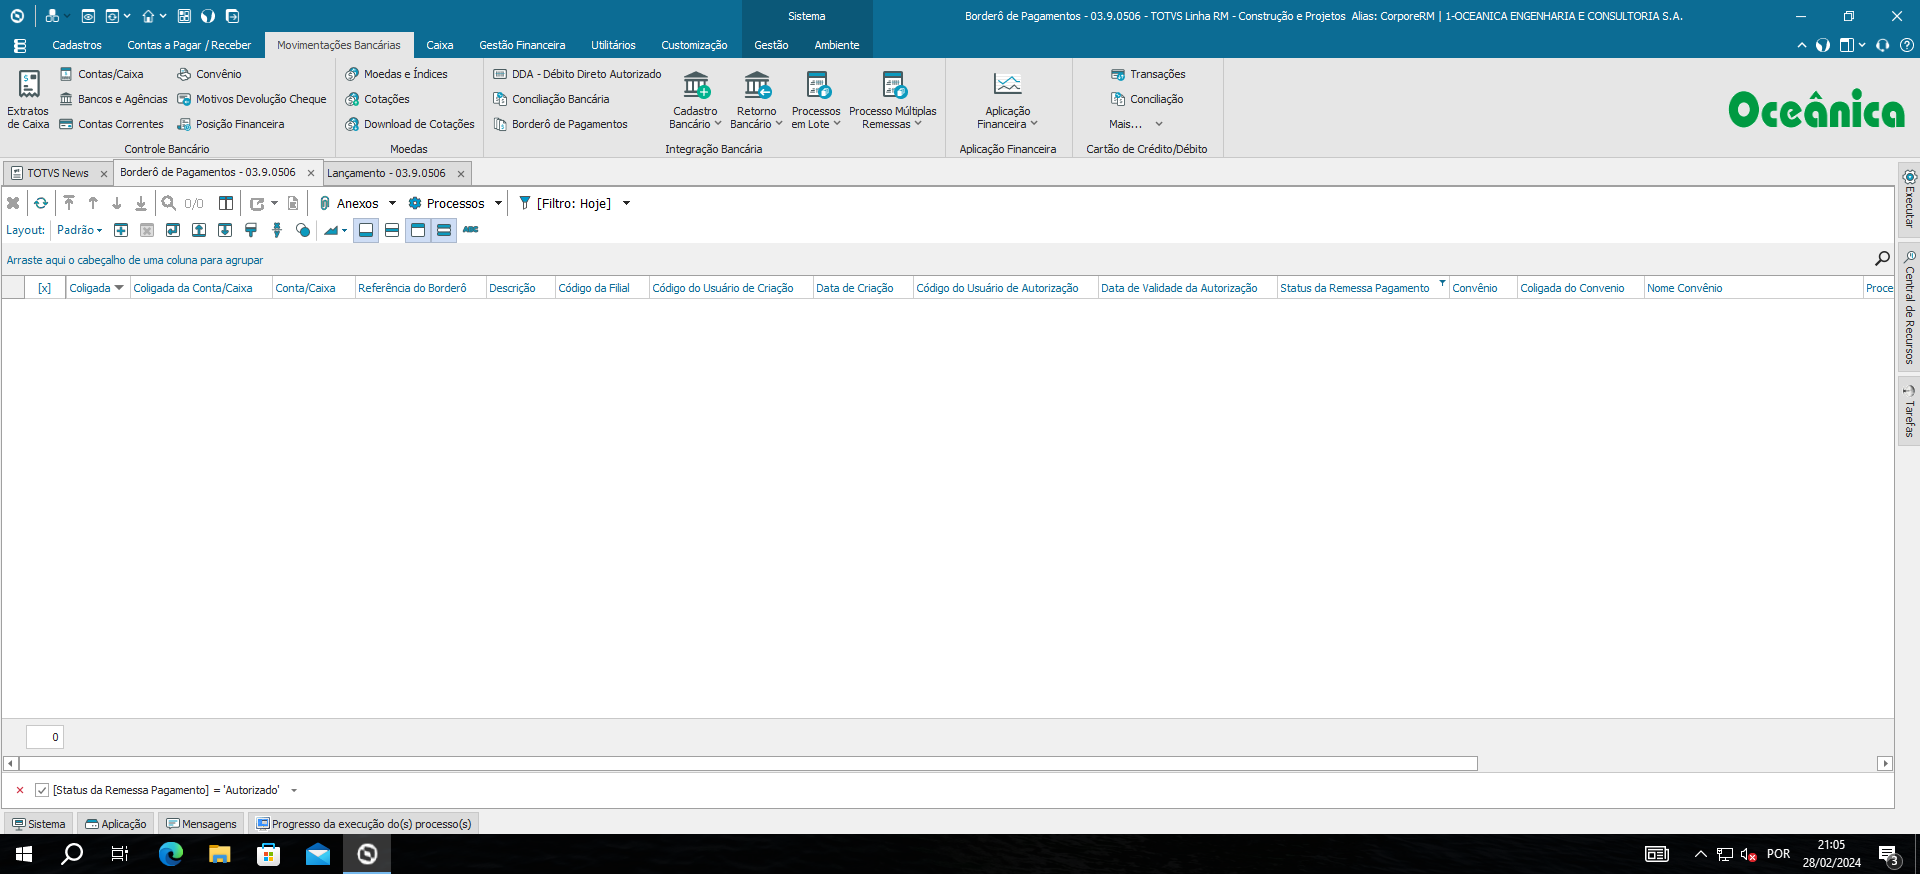 Sistema
Borderô de Pagamentos - 03.9.0506 - TOTVS Linha RM - Construção e Projetos  Alias: CorporeRM | 1-OCEANICA ENGENHARIA E CONSULTORIA S.A.
Cadastros
Contas a Pagar / Receber
Movimentações Bancárias
Caixa
Gestão Financeira
Utilitários
Customização
Gestão
Ambiente
Extratos de Caixa
Contas/Caixa
Bancos e Agências
Contas Correntes
Convênio
Motivos Devolução Cheque
Posição Financeira
Controle Bancário
Moedas e Índices
Cotações
Download de Cotações
Moedas
DDA - Débito Direto Autorizado
Conciliação Bancária
Borderô de Pagamentos
Cadastro Bancário
Retorno Bancário
Processos em Lote
Processo Múltiplas Remessas
Integração Bancária
Aplicação Financeira
Aplicação Financeira
Transações
Conciliação
Mais...
Cartão de Crédito/Débito
Oceânica
TOTVS News
Borderô de Pagamentos - 03.9.0506
Lançamento - 03.9.0506
0/0
Anexos
Processos
[Filtro: Hoje]
Layout:
Padrão
ABC
Arraste aqui o cabeçalho de uma coluna para agrupar
[x]
Coligada
Coligada da Conta/Caixa
Conta/Caixa
Referência do Borderô
Descrição
Código da Filial
Código do Usuário de Criação
Data de Criação
Código do Usuário de Autorização
Data de Validade da Autorização
Status da Remessa Pagamento
Convênio
Coligada do Convenio
Nome Convênio
Proce
Executar
Central de Recursos
Tarefas
0
[Status da Remessa Pagamento] = 'Autorizado'
Sistema
Aplicação
Mensagens
Progresso da execução do(s) processo(s)
POR
21:05
28/02/2024
3